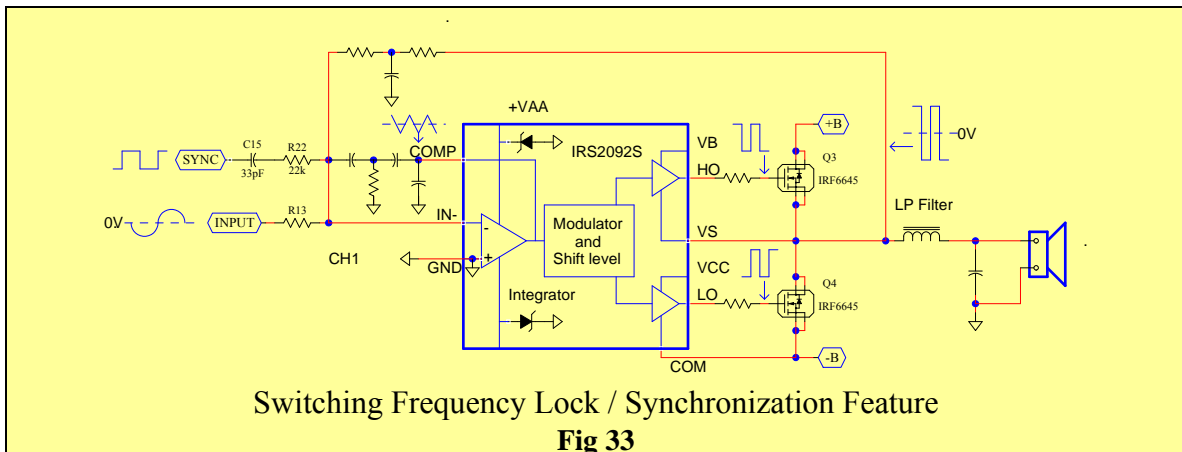 +VAA
0V
IRS2092S
VB
+B
C15
R22
COMP
HO
Q3
SYNC
33pF
22k
IRF6645
LP Filter
R13
IN-
-
VS
0V
INPUT
Modulator
and
Shift level
+
GND
CH1
VCC
Q4
LO
IRF6645
Integrator
COM
-B
Switching Frequency Lock / Synchronization Feature
Fig 33